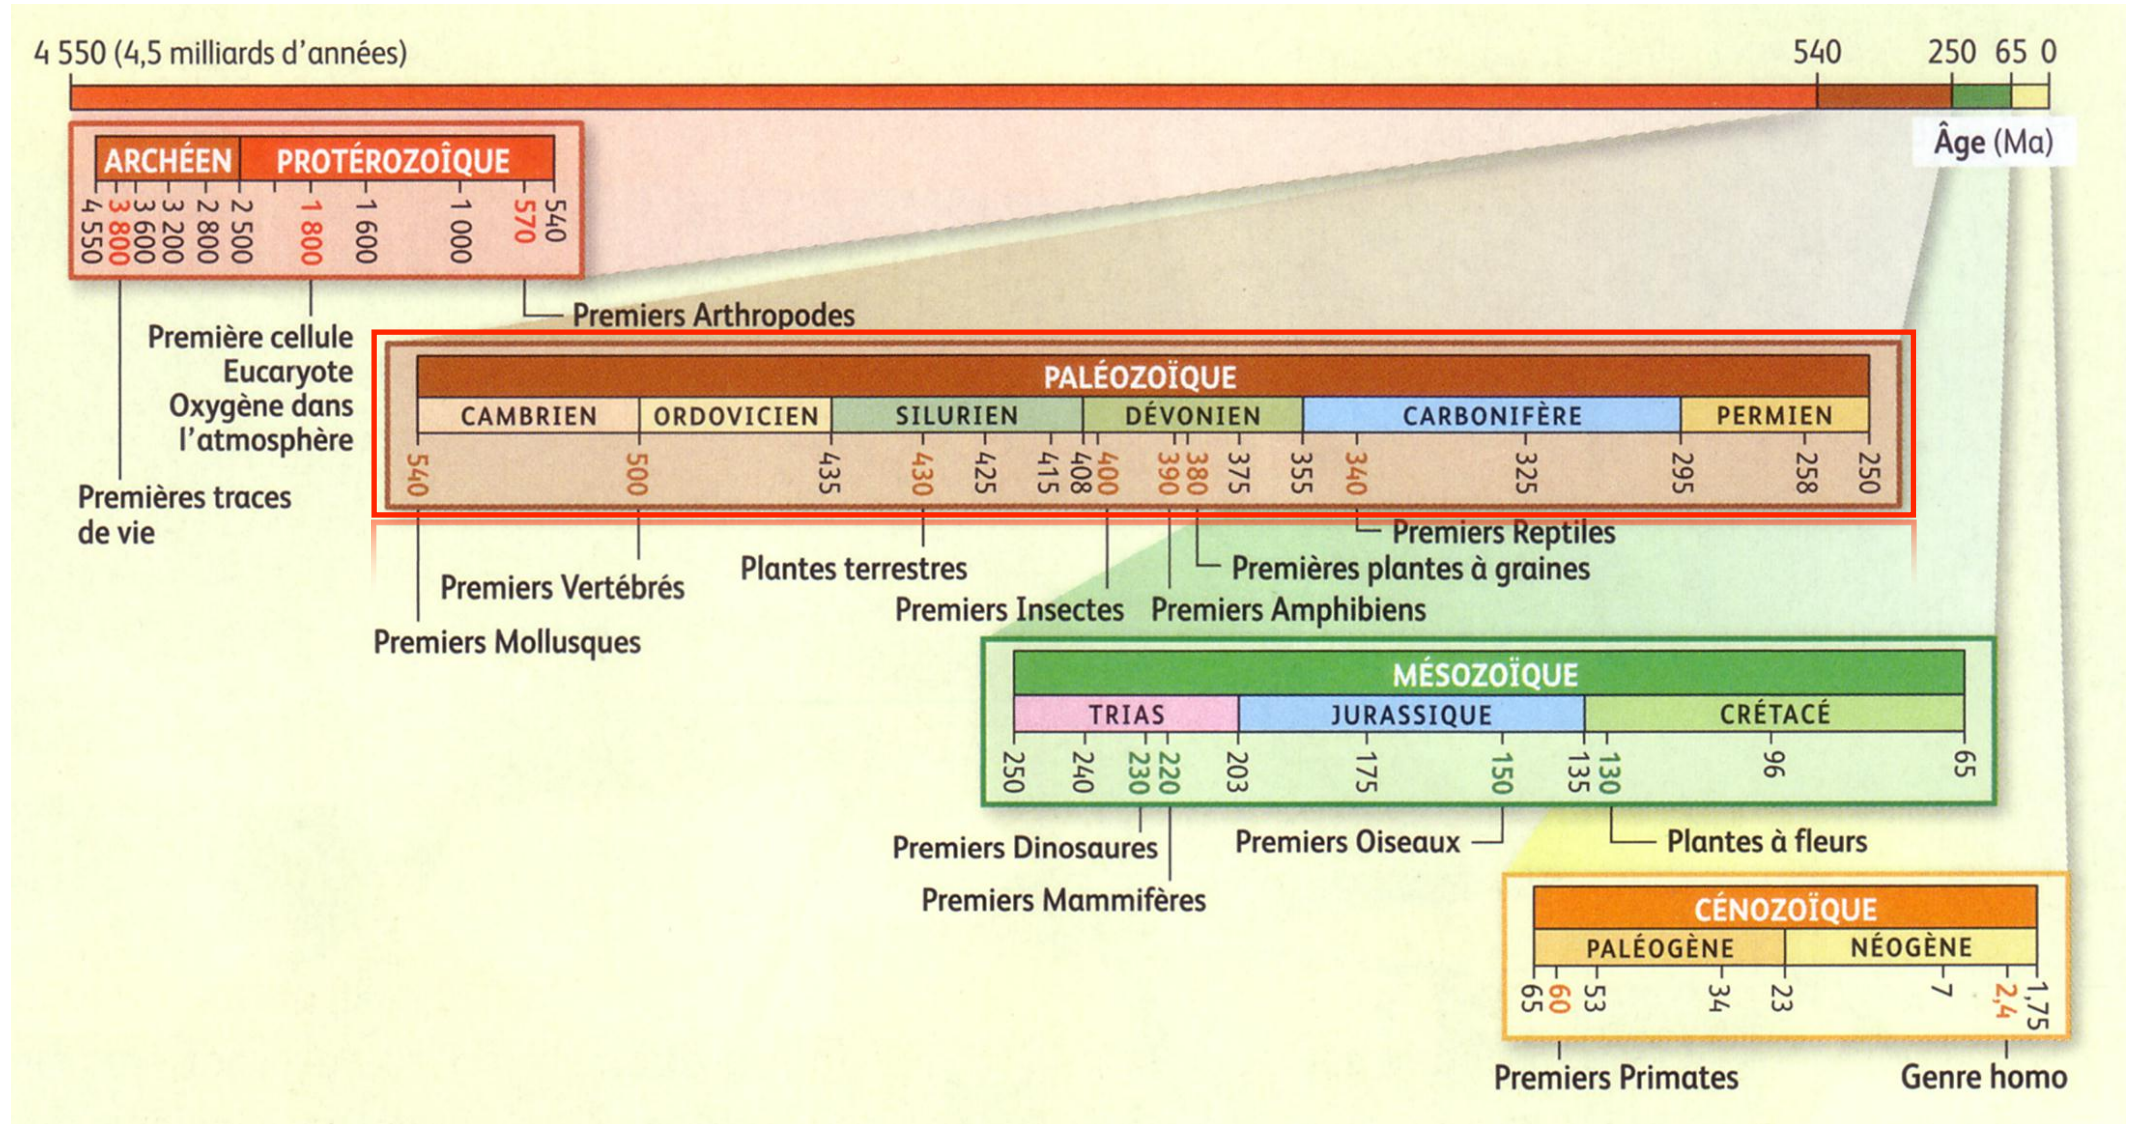 4 550 (4,5 milliards d'années)
540
250
65
0
Âge (Ma)
ARCHÉEN
PROTÉROZOÎQUE
4 550
3 800
3 600
3 200
2 800
2 500
1 800
1 600
1 000
570
540
Premiers Arthropodes
Première cellule
Eucaryote
Oxygène dans
l'atmosphère
Premières traces
de vie
PALÉOZOÏQUE
CAMBRIEN
ORDOVICIEN
SILURIEN
DÉVONIEN
CARBONIFÈRE
PERMIEN
540
500
435
430
425
415
408
400
390
380
375
355
340
325
295
258
250
Premiers Reptiles
Plantes terrestres
Premières plantes à graines
Premiers Vertébrés
Premiers Insectes
Premiers Amphibiens
Premiers Mollusques
MÉSOZOÏQUE
TRIAS
JURASSIQUE
CRÉTACÉ
250
240
230
220
203
175
150
135
130
96
65
Premiers Dinosaures
Premiers Oiseaux
Plantes à fleurs
Premiers Mammifères
CÉNOZOÏQUE
PALÉOGÈNE
NÉOGÈNE
65
60
53
34
23
7
2,4
1,75
Premiers Primates
Genre homo